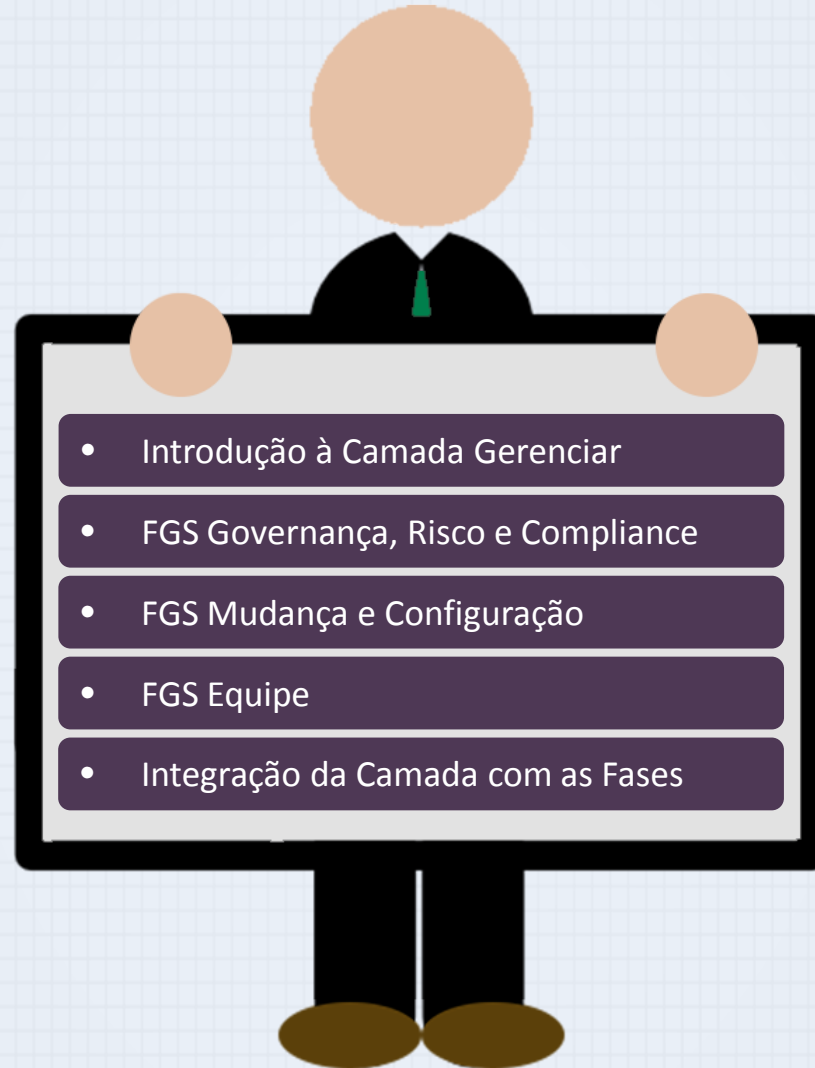 • Introdução à Camada Gerenciar
• FGS Governança, Risco e Compliance
• FGS Mudança e Configuração
• FGS Equipe
• Integração da Camada com as Fases